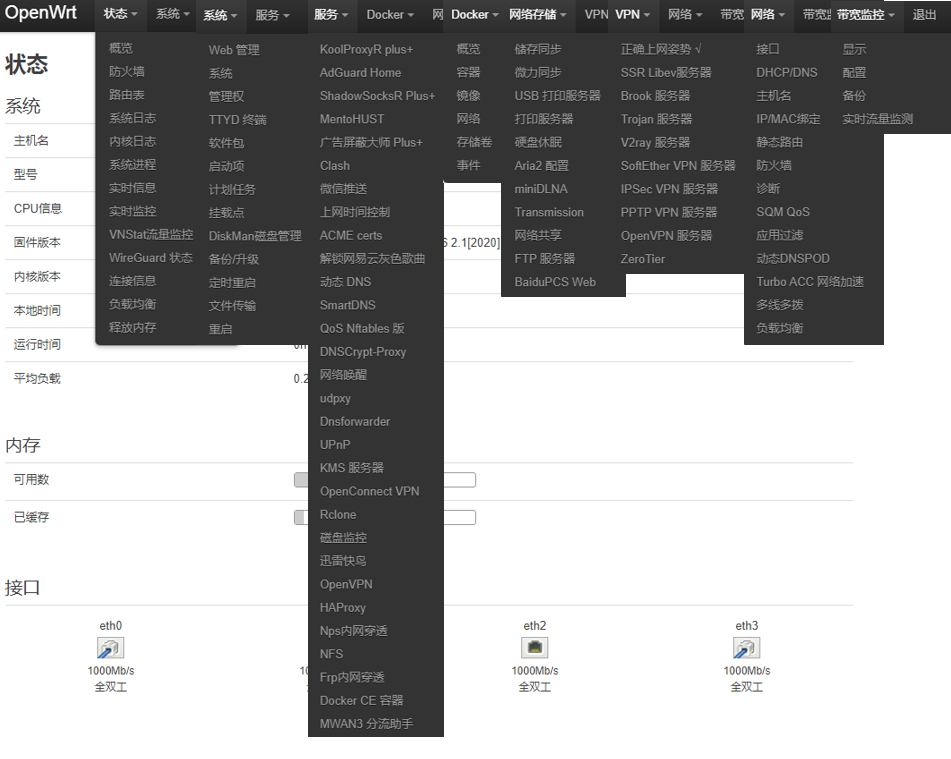 OpenWrt 状态 系统 系统 服务 服务 Docker 网 Docker 网络存储 VPN VPN 网络 带宽 网络 带宽 带宽监控 退出
概览
防火墙
路由表
系统日志
内核日志
系统进程
实时信息
实时监控
VNStat流量监控
WireGuard 状态
连接信息
负载均衡
释放内存
Web 管理
系统
管理权
TTYD 终端
软件包
启动项
计划任务
挂载点
DiskMan磁盘管理
备份/升级
定时重启
文件传输
重启
KoolProxyR plus+
AdGuard Home
ShadowSocksR Plus+
MentoHUST
广告屏蔽大师 Plus+
Clash
微信推送
上网时间控制
ACME certs
解锁网易云灰色歌曲
动态 DNS
SmartDNS
QoS Nftables 版
DNSCrypt-Proxy
网络唤醒
udpxy
Dnsforwarder
UPnP
KMS 服务器
OpenConnect VPN
Rclone
磁盘监控
迅雷快鸟
OpenVPN
HAProxy
Nps内网穿透
NFS
Frp内网穿透
Docker CE 容器
MWAN3 分流助手
概览
容器
镜像
网络
存储卷
事件
储存同步
微力同步
USB 打印服务器
打印服务器
硬盘休眠
Aria2 配置
miniDLNA
Transmission
网络共享
FTP 服务器
BaiduPCS Web
正确上网姿势 √
SSR Libev服务器
Brook 服务器
Trojan 服务器
V2ray 服务器
SoftEther VPN 服务器
IPSec VPN 服务器
PPTP VPN 服务器
OpenVPN 服务器
ZeroTier
接口
DHCP/DNS
主机名
IP/MAC绑定
静态路由
防火墙
诊断
SQM QoS
应用过滤
动态DNSPOD
Turbo ACC 网络加速
多线多拨
负载均衡
显示
配置
备份
实时流量监测
状态
系统
主机名
型号
CPU信息
固件版本 6 2.1[2020]
内核版本
本地时间
运行时间
平均负载 0.2
内存
可用数
已缓存
接口
eth0 eth2 eth3
1000Mb/s 1000Mb/s 1000Mb/s
全双工 全双工 全双工